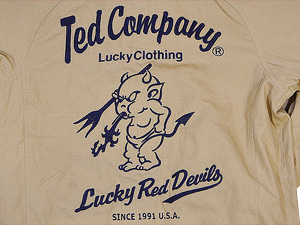 Ted Company ®
Lucky Clothing
Lucky Red Devils
SINCE 1991 U.S.A.